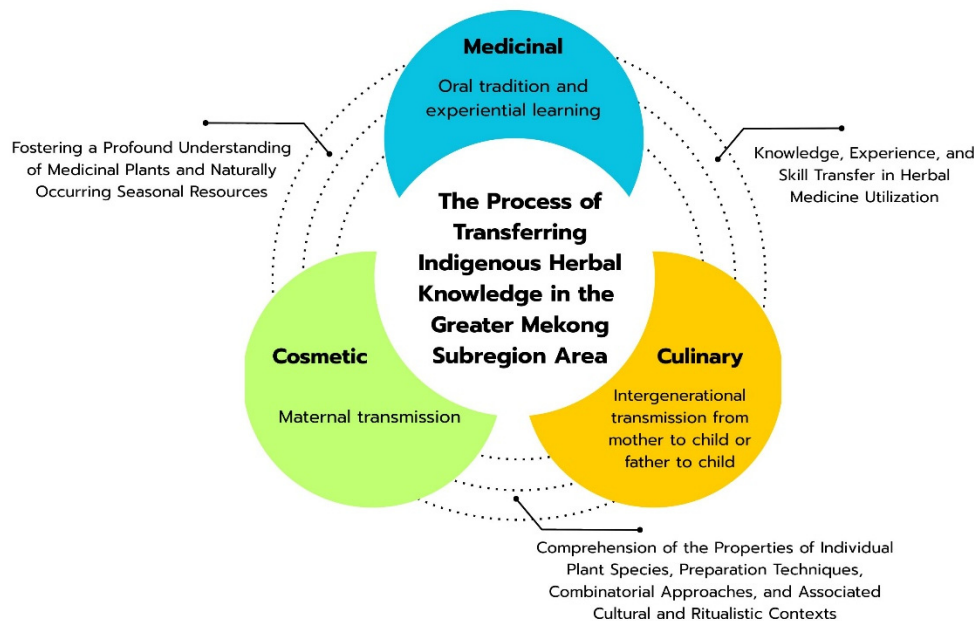 Medicinal
Oral tradition and
experiential learning
Fostering a Profound Understanding
of Medicinal Plants and Naturally
Occurring Seasonal Resources
Knowledge, Experience, and
Skill Transfer in Herbal
Medicine Utilization
The Process of
Transferring
Indigenous Herbal
Knowledge in the
Greater Mekong
Subregion Area
Cosmetic
Maternal transmission
Culinary
Intergenerational
transmission from
mother to child or
father to child
Comprehension of the Properties of Individual
Plant Species, Preparation Techniques,
Combinatorial Approaches, and Associated
Cultural and Ritualistic Contexts